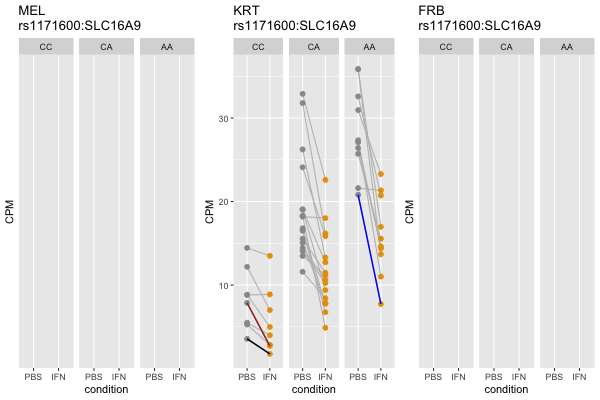 MEL
rs1171600:SLC16A9
CC CA AA
CPM
PBS IFN PBS IFN PBS IFN
condition
KRT
rs1171600:SLC16A9
CC CA AA
CPM
30
20
10
PBS IFN PBS IFN PBS IFN
condition
FRB
rs1171600:SLC16A9
CC CA AA
CPM
PBS IFN PBS IFN PBS IFN
condition